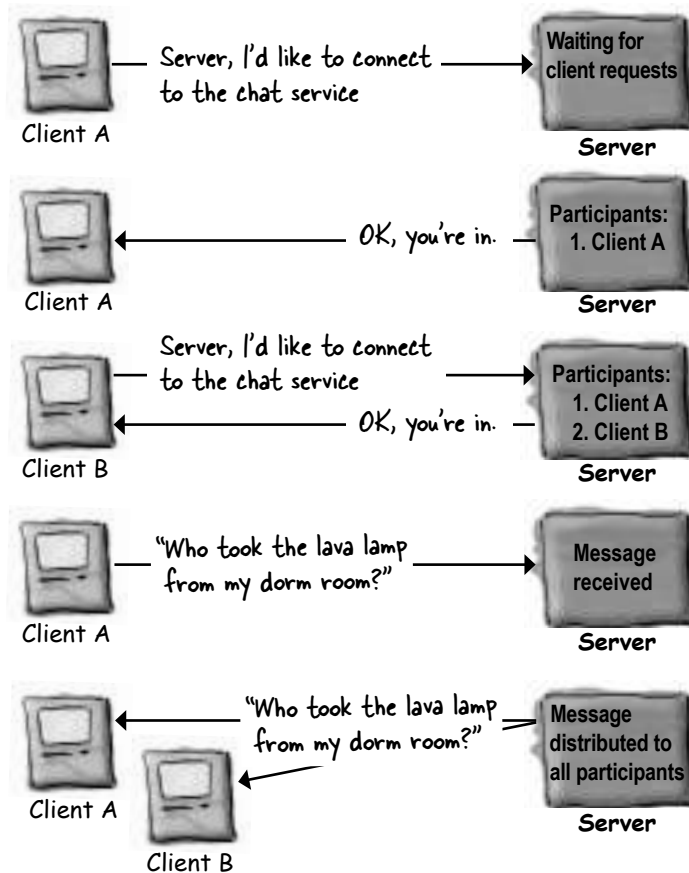 Server, I'd like to connect
to the chat service
Waiting for
client requests
Client A
Server
OK, you're in.
Participants:
1. Client A
Client A
Server
Server, I'd like to connect
to the chat service
OK, you're in.
Participants:
1. Client A
2. Client B
Client B
Server
"Who took the lava lamp
from my dorm room?"
Message
received
Client A
Server
"Who took the lava lamp
from my dorm room?"
Message
distributed to
all participants
Client A
Server
Client B